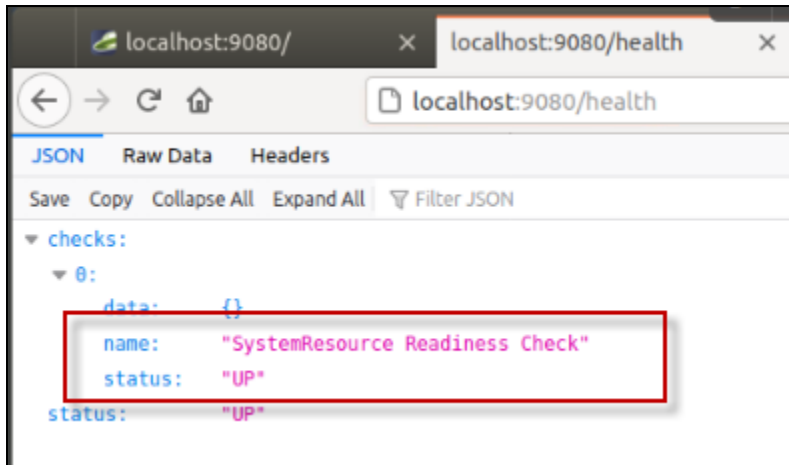 localhost:9080/ × localhost:9080/health ×
localhost:9080/health
JSON Raw Data Headers
Save Copy Collapse All Expand All Filter JSON
checks:
0:
data: {}
name: "SystemResource Readiness Check"
status: "UP"
status: "UP"